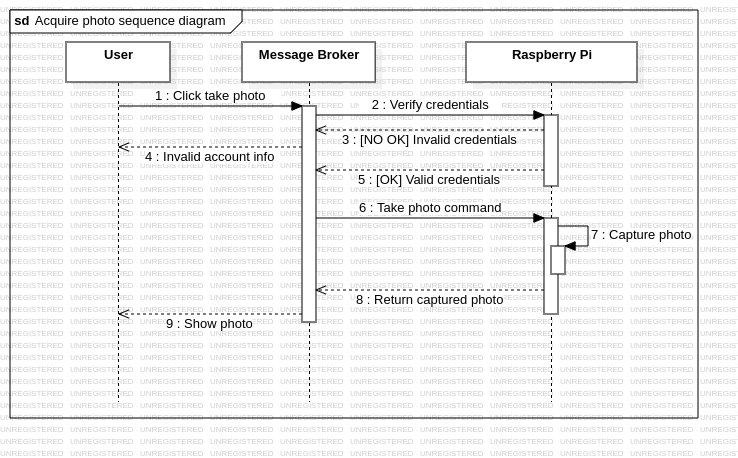 sd Acquire photo sequence diagram
User
Message Broker
Raspberry Pi
1 : Click take photo
2 : Verify credentials
3 : [NO OK] Invalid credentials
4 : Invalid account info
5 : [OK] Valid credentials
6 : Take photo command
7 : Capture photo
8 : Return captured photo
9 : Show photo
UNREGISTERED